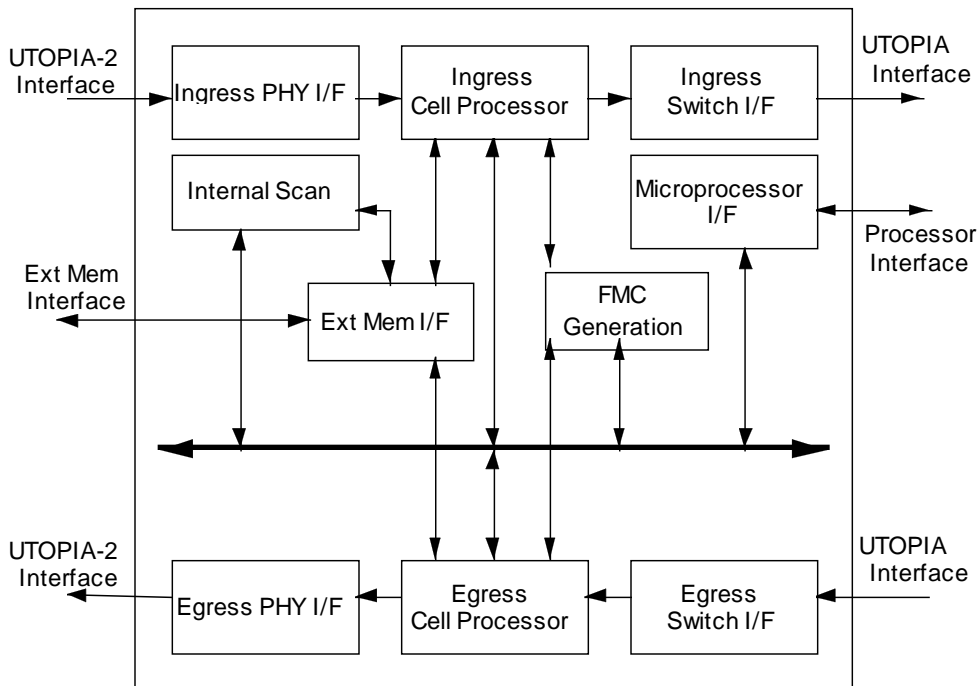 UTOPIA-2
Interface
Ingress PHY I/F
Ingress
Cell Processor
Ingress
Switch I/F
UTOPIA
Interface
Internal Scan
Microprocessor
I/F
Processor
Interface
Ext Mem
Interface
Ext Mem I/F
FMC
Generation
UTOPIA-2
Interface
Egress PHY I/F
Egress
Cell Processor
Egress
Switch I/F
UTOPIA
Interface